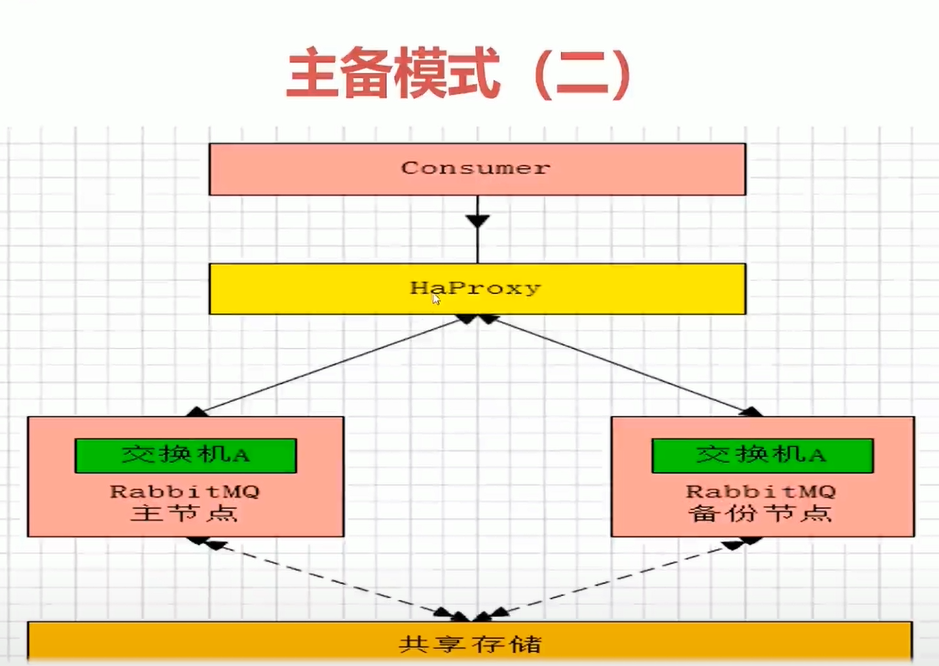 主备模式（二）
Consumer
HaProxy
交换机A
RabbitMQ
主节点
交换机A
RabbitMQ
备份节点
共享存储